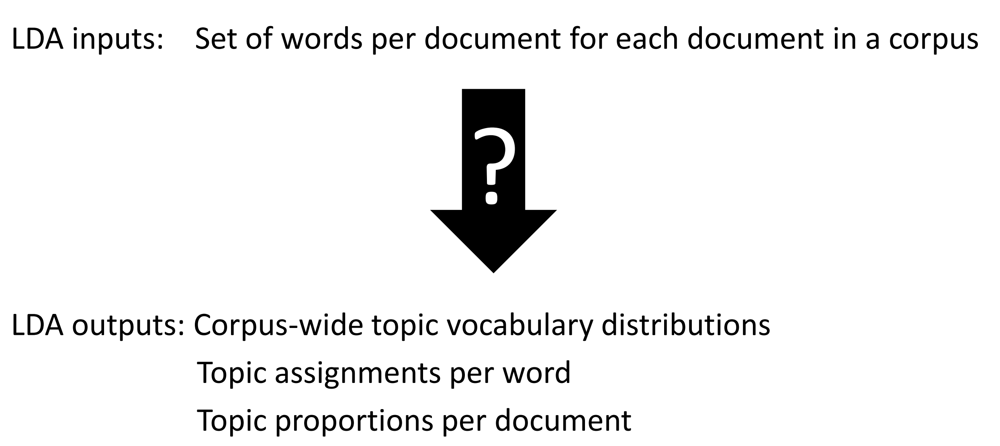 LDA inputs: Set of words per document for each document in a corpus
?
LDA outputs: Corpus-wide topic vocabulary distributions
Topic assignments per word
Topic proportions per document